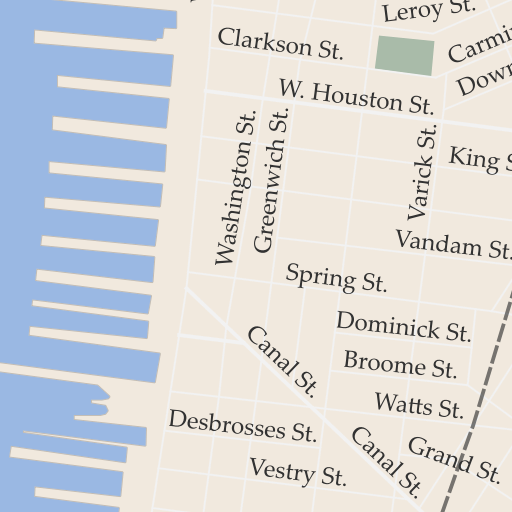 Leroy St.
Clarkson St.
Carmi
Down
W. Houston St.
Washington St.
Greenwich St.
Varick St.
King S
Vandam St.
Spring St.
Dominick St.
Canal St.
Broome St.
Watts St.
Desbrosses St.
Canal St.
Grand St.
Vestry St.